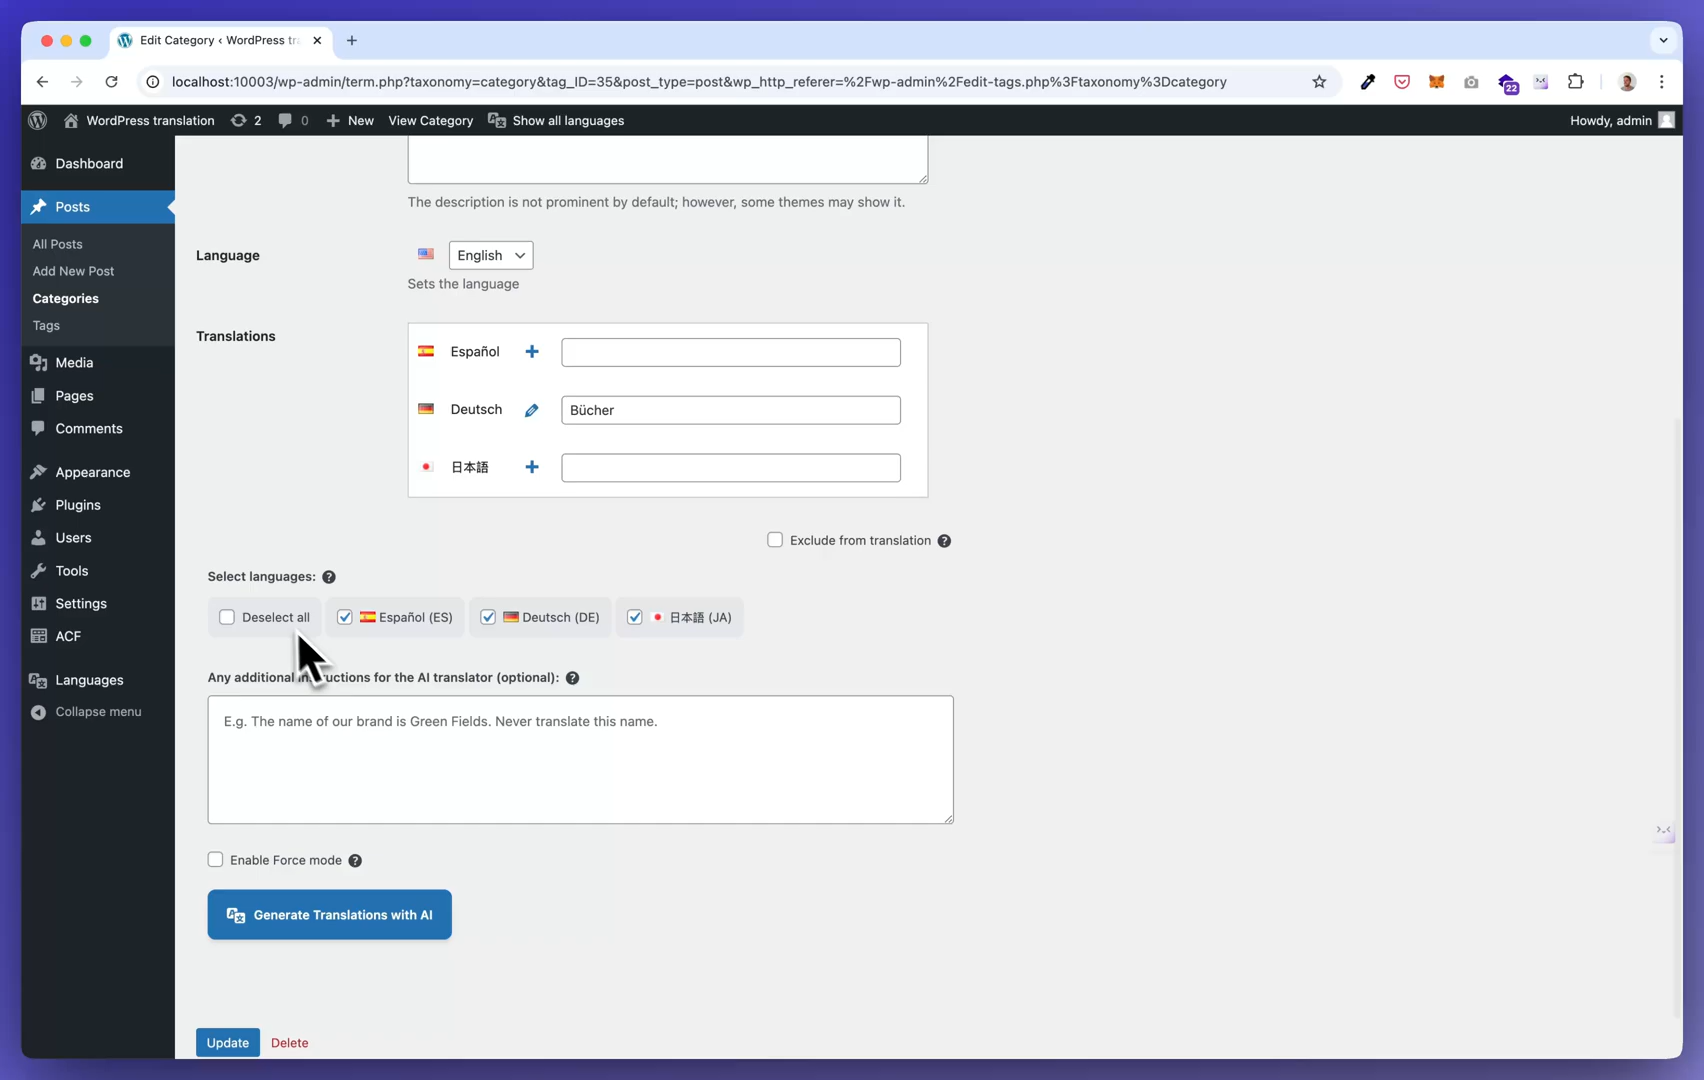 Edit Category ‹ WordPress tr
localhost:10003/wp-admin/term.php?taxonomy=category&tag_ID=35&post_type=post&wp_http_referer=%2Fwp-admin%2Fedit-tags.php%3Ftaxonomy%3Dcategory
22
WordPress translation
2
0
New
View Category
Show all languages
Howdy, admin
Dashboard
Posts
All Posts
Add New Post
Categories
Tags
Media
Pages
Comments
Appearance
Plugins
Users
Tools
Settings
ACF
Languages
Collapse menu
The description is not prominent by default; however, some themes may show it.
Language
English
Sets the language
Translations
Español
Deutsch
Bücher
日本語
Exclude from translation
Select languages:
Deselect all
Español (ES)
Deutsch (DE)
日本語 (JA)
Any additional in uctions for the AI translator (optional):
E.g. The name of our brand is Green Fields. Never translate this name.
Enable Force mode
Generate Translations with AI
Update
Delete